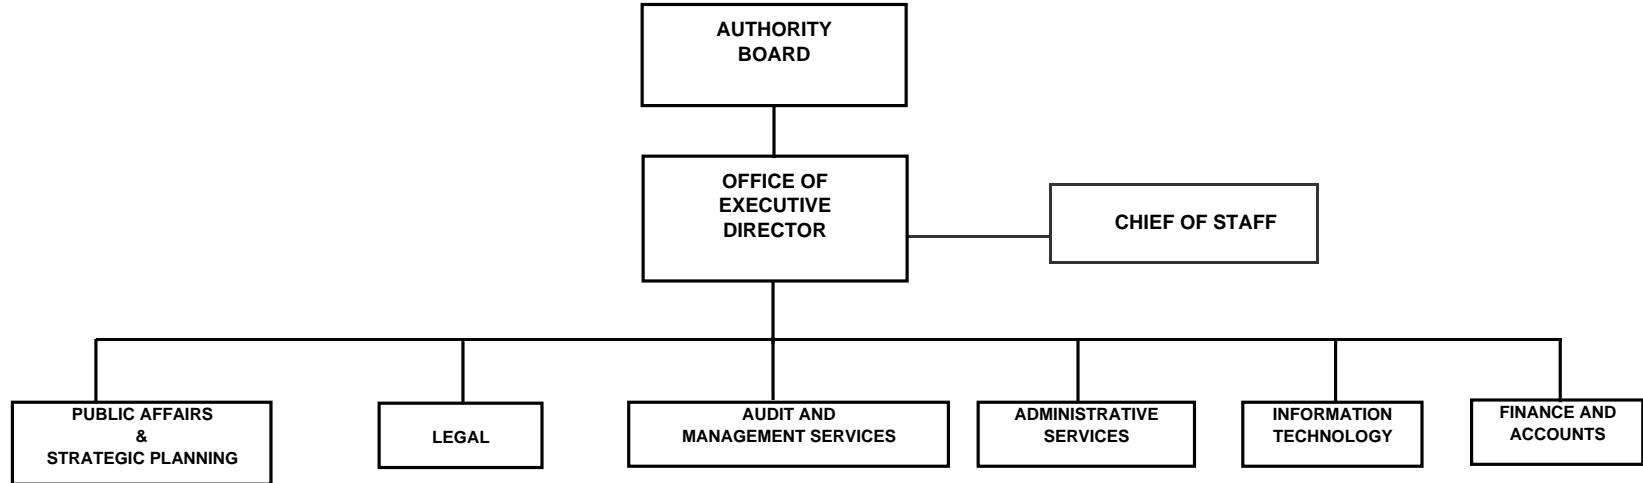 AUTHORITY
BOARD
OFFICE OF
EXECUTIVE
DIRECTOR
CHIEF OF STAFF
PUBLIC AFFAIRS
&
STRATEGIC PLANNING
LEGAL
AUDIT AND
MANAGEMENT SERVICES
ADMINISTRATIVE
SERVICES
INFORMATION
TECHNOLOGY
FINANCE AND
ACCOUNTS